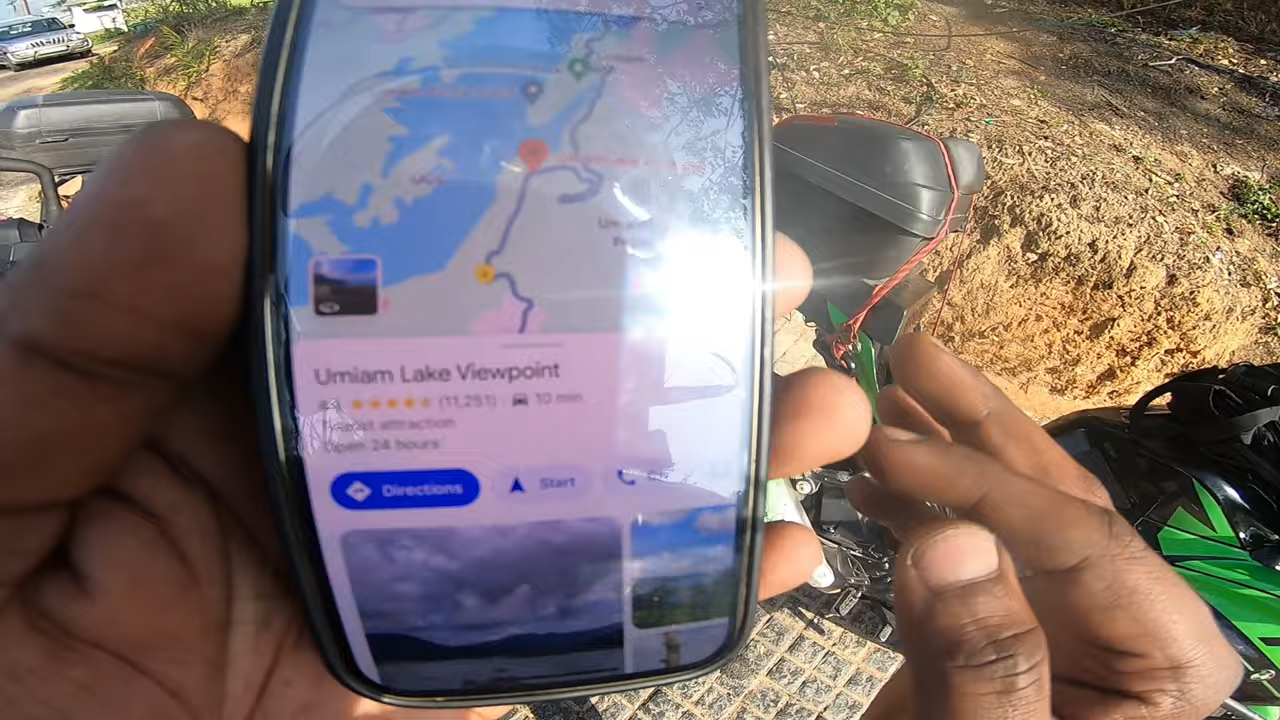 Umiam Lake Viewpoint
(11,251) 10 min
Tourist attraction
Open 24 hours
Directions
Start